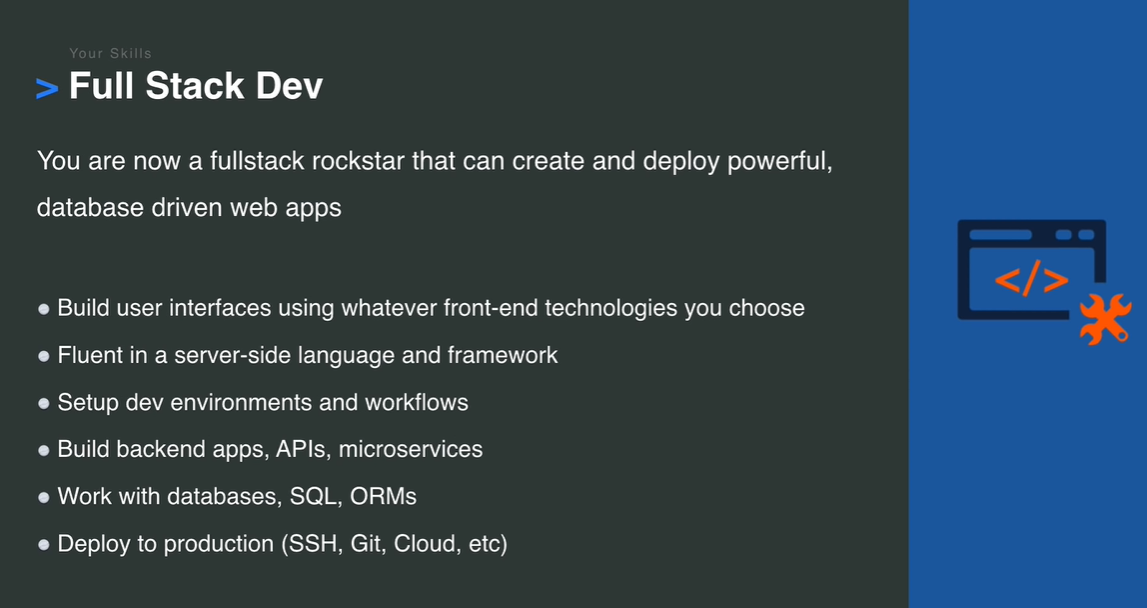 Your Skills
> Full Stack Dev
You are now a fullstack rockstar that can create and deploy powerful,
database driven web apps
● Build user interfaces using whatever front-end technologies you choose
● Fluent in a server-side language and framework
● Setup dev environments and workflows
● Build backend apps, APIs, microservices
● Work with databases, SQL, ORMs
● Deploy to production (SSH, Git, Cloud, etc)
</>